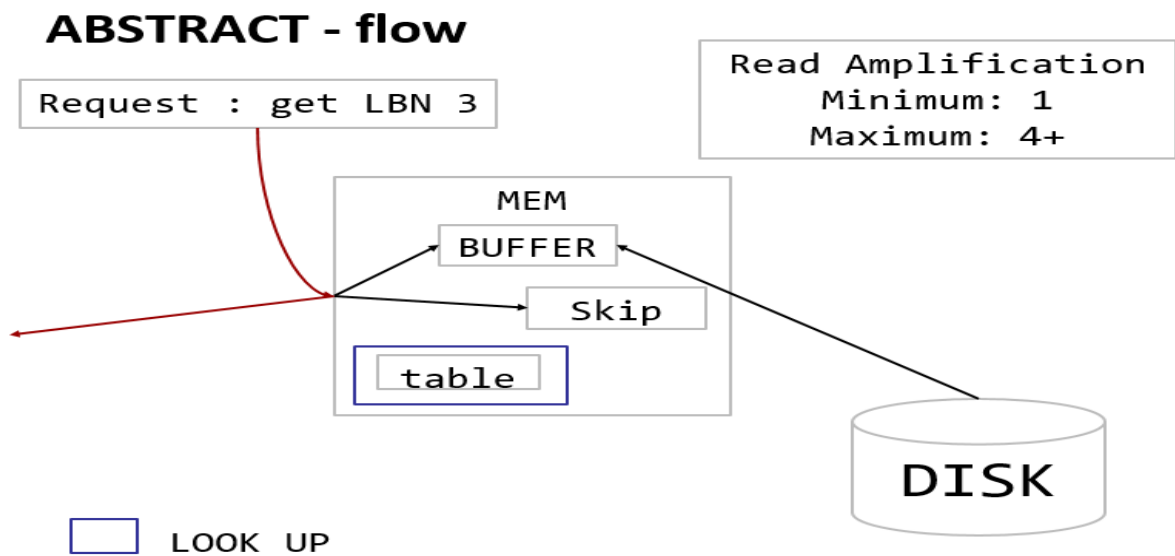 ABSTRACT - flow
Request : get LBN 3
Read Amplification
Minimum: 1
Maximum: 4+
MEM
BUFFER
Skip
table
DISK
LOOK UP